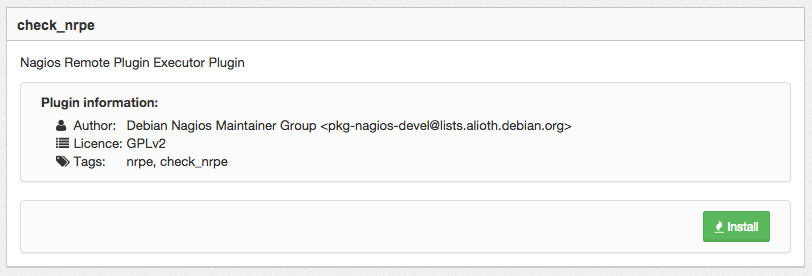 check_nrpe
Nagios Remote Plugin Executor Plugin
Plugin information:
Author: Debian Nagios Maintainer Group <pkg-nagios-devel@lists.alioth.debian.org>
Licence: GPLv2
Tags: nrpe, check_nrpe
Install